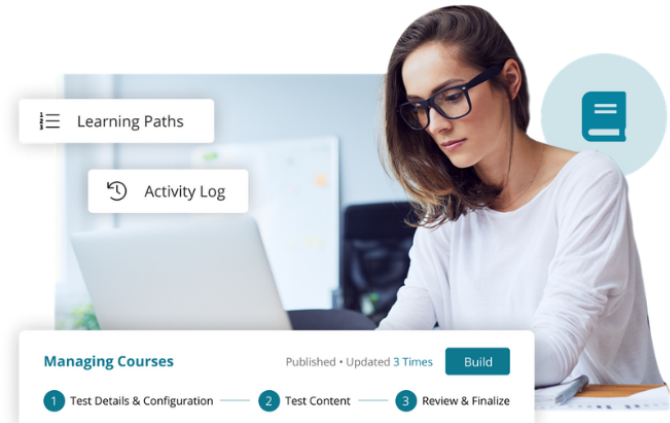 Learning Paths
Activity Log
Managing Courses
Published • Updated 3 Times
Build
1 Test Details & Configuration
2 Test Content
3 Review & Finalize